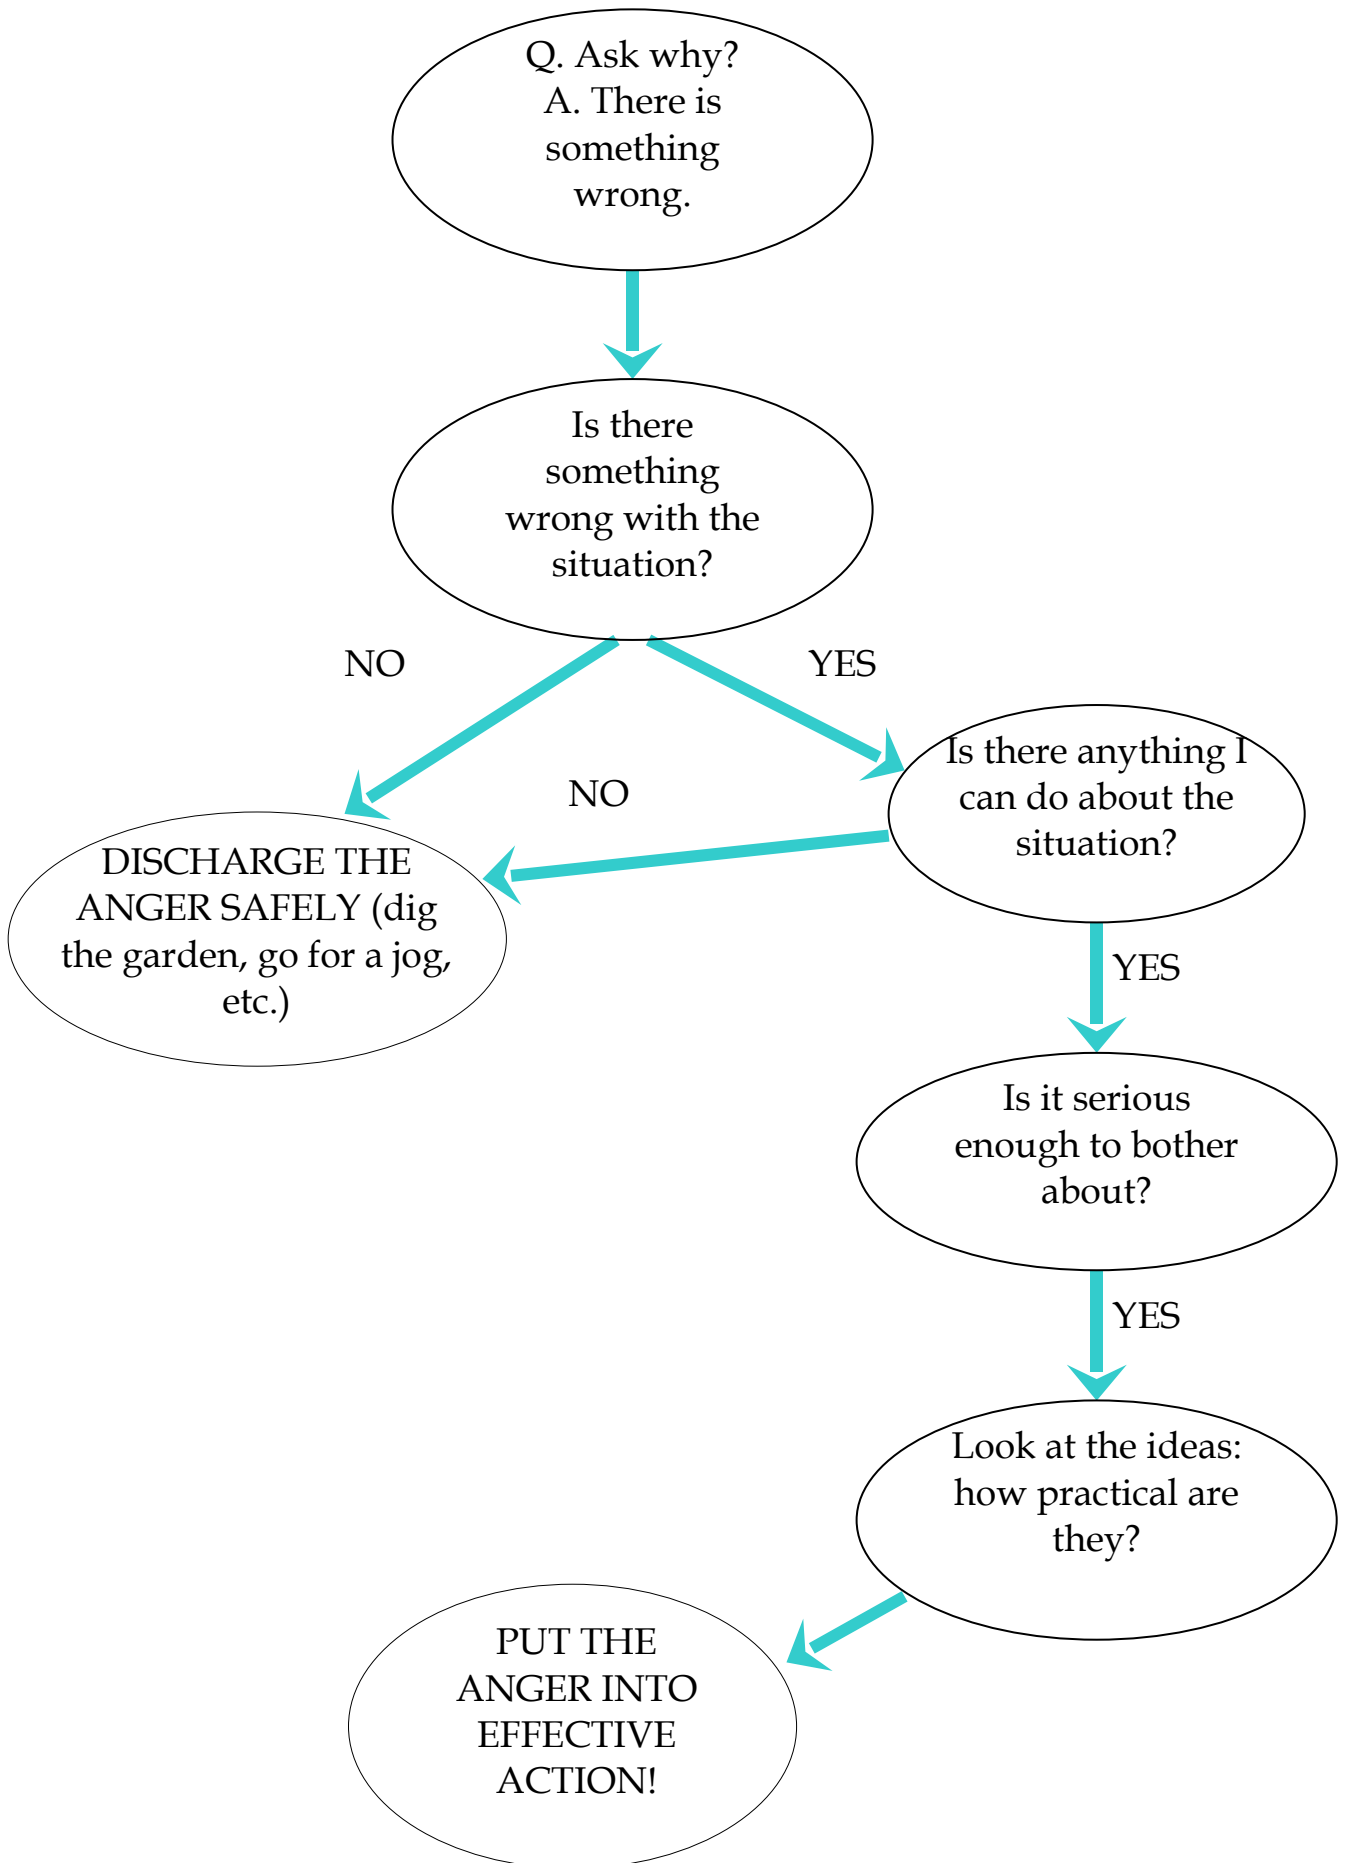 Q. Ask why?
A. There is
something
wrong.
Is there
something
wrong with the
situation?
NO
YES
Is there anything I
can do about the
situation?
NO
DISCHARGE THE
ANGER SAFELY (dig
the garden, go for a jog,
etc.)
YES
Is it serious
enough to bother
about?
YES
Look at the ideas:
how practical are
they?
PUT THE
ANGER INTO
EFFECTIVE
ACTION!